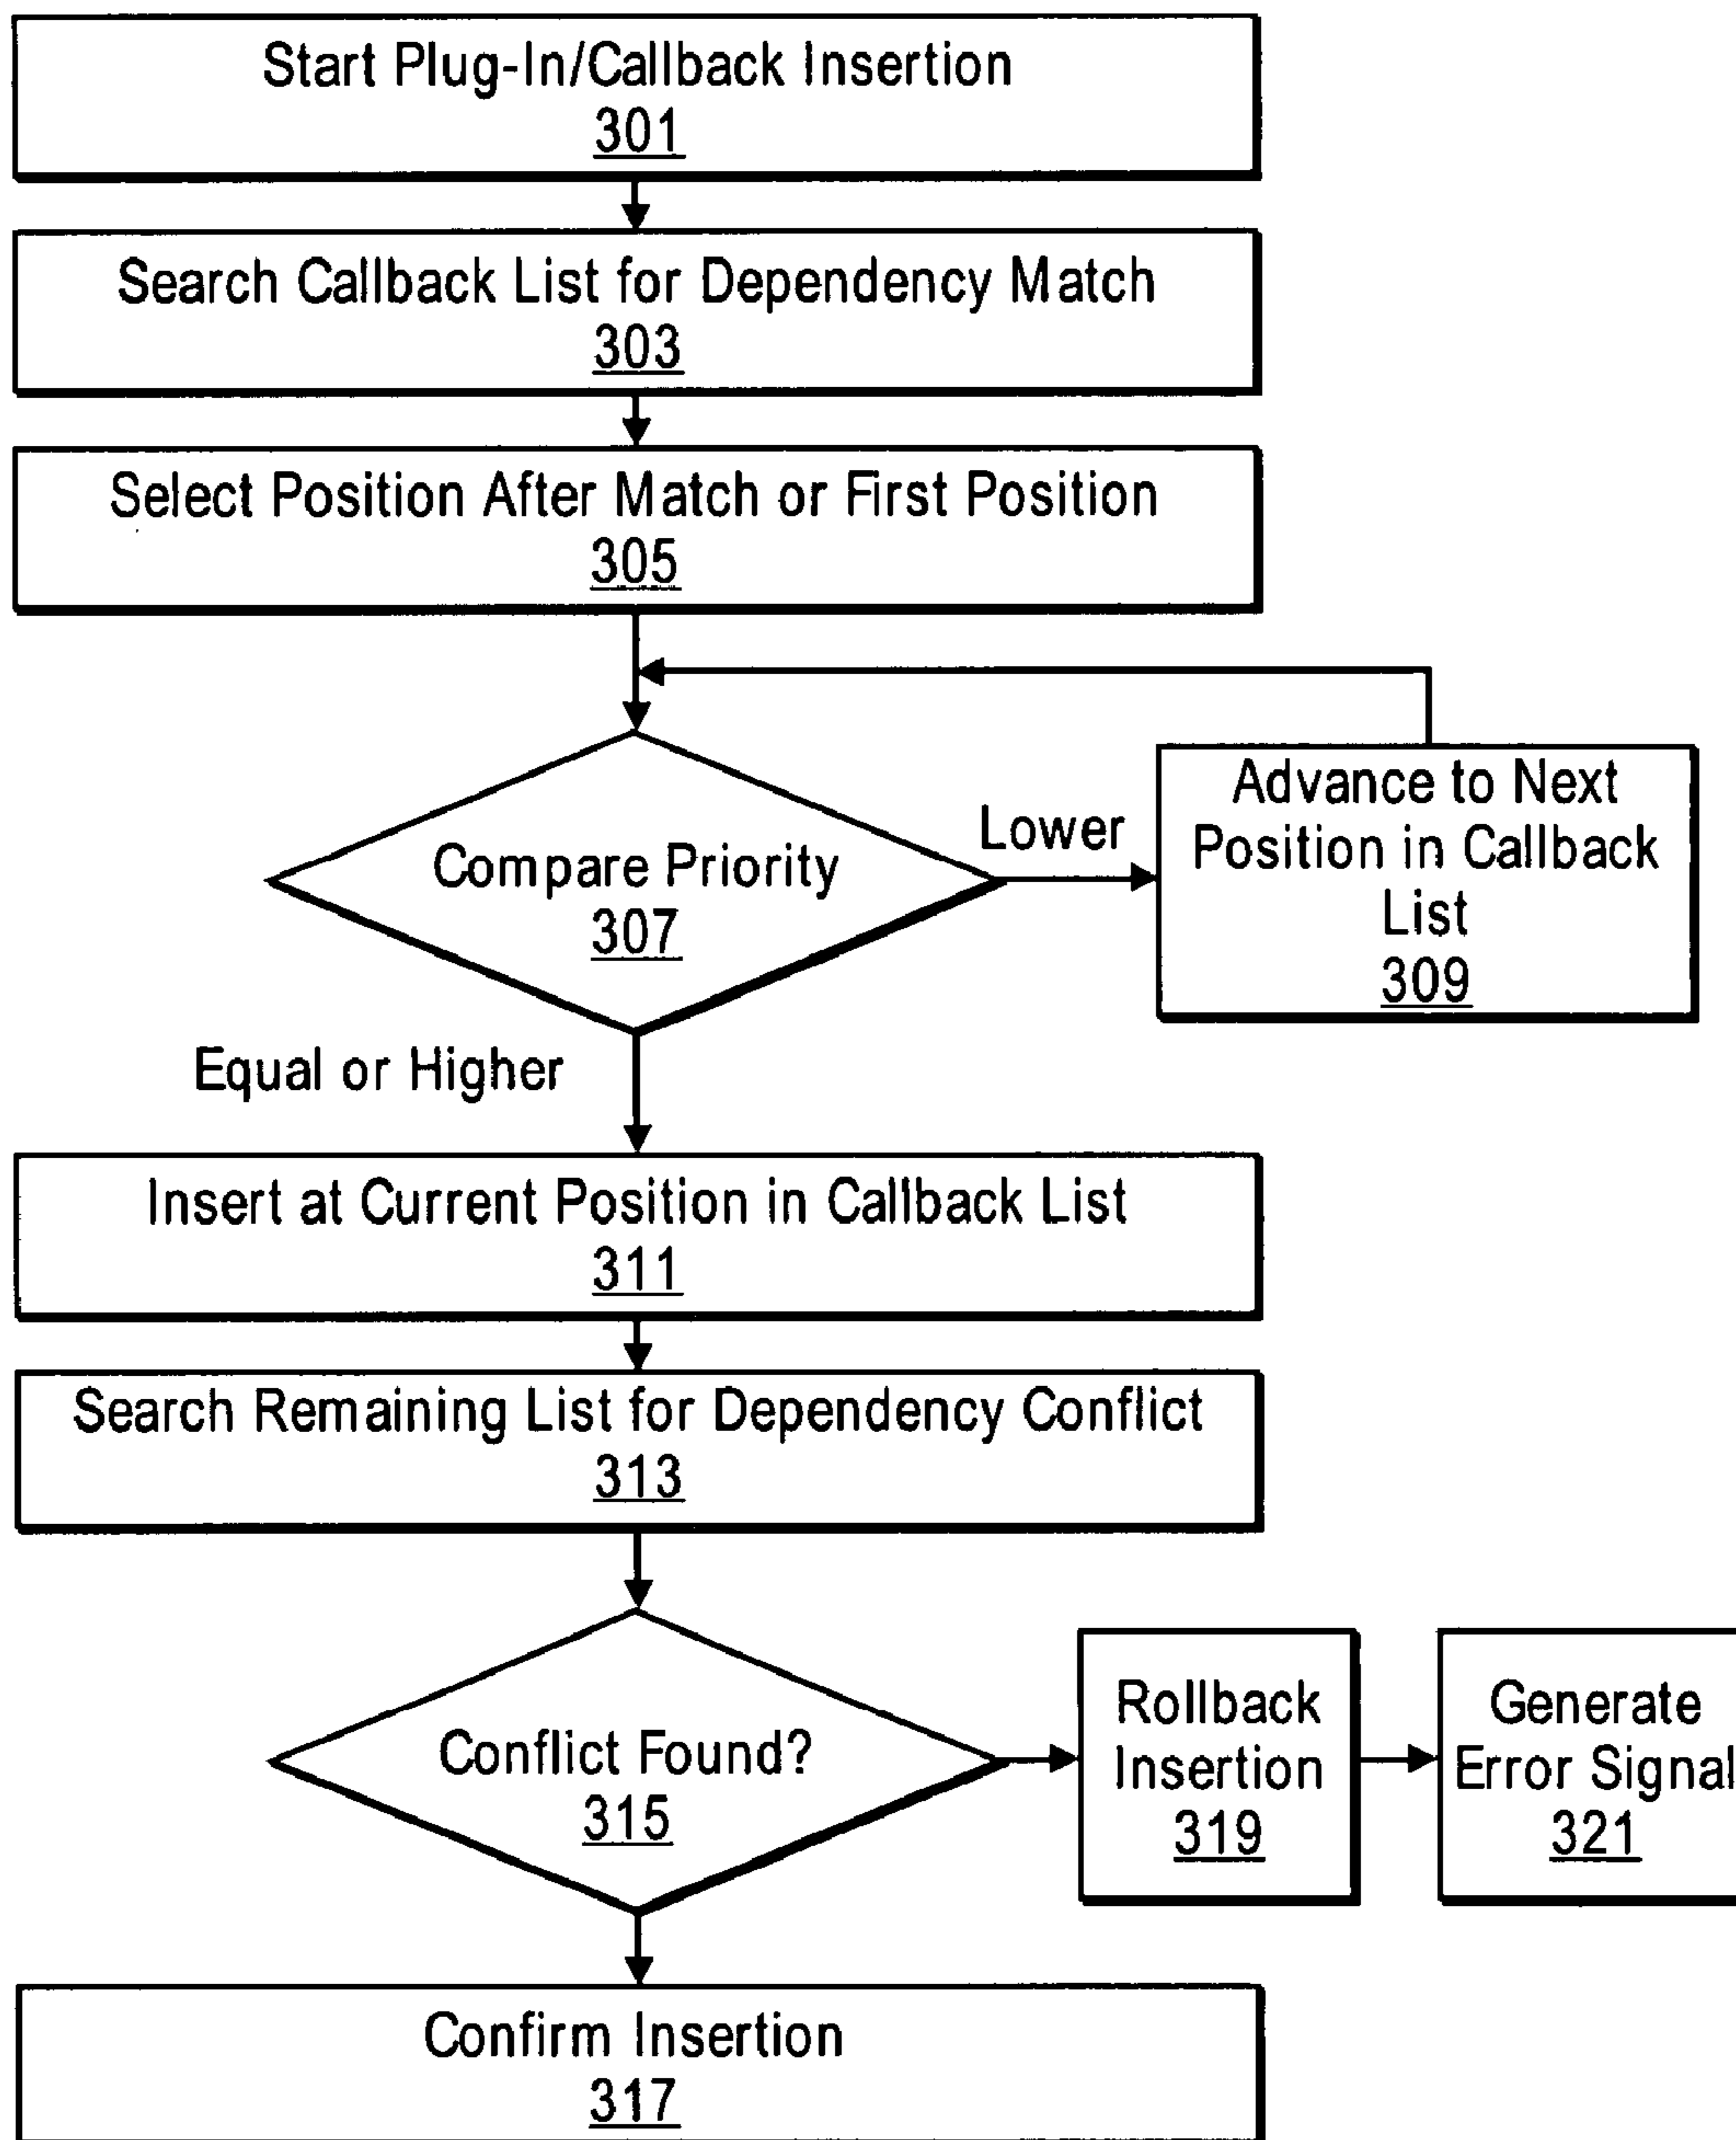 Start Plug-In/Callback Insertion
301
Search Callback List for Dependency Match
303
Select Position After Match or First Position
305
Compare Priority
307
Lower
Advance to Next
Position in Callback
List
309
Equal or Higher
Insert at Current Position in Callback List
311
Search Remaining List for Dependency Conflict
313
Conflict Found?
315
Rollback
Insertion
319
Generate
Error Signal
321
Confirm Insertion
317